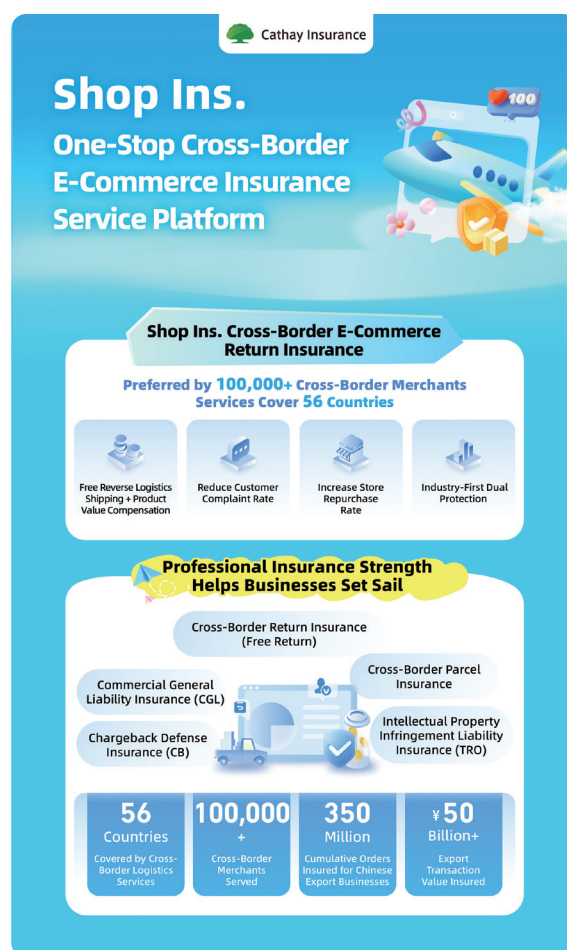 Cathay Insurance
Shop Ins.
One-Stop Cross-Border
E-Commerce Insurance
Service Platform
100
Shop Ins. Cross-Border E-Commerce
Return Insurance
Preferred by 100,000+ Cross-Border Merchants
Services Cover 56 Countries
Free Reverse Logistics
Shipping + Product
Value Compensation
Reduce Customer
Complaint Rate
Increase Store
Repurchase
Rate
Industry-First Dual
Protection
Professional Insurance Strength
Helps Businesses Set Sail
Cross-Border Return Insurance
(Free Return)
Commercial General
Liability Insurance (CGL)
Cross-Border Parcel
Insurance
Chargeback Defense
Insurance (CB)
Intellectual Property
Infringement Liability
Insurance (TRO)
56
Countries
Covered by Cross-
Border Logistics
Services
100,000
+
Cross-Border
Merchants
Served
350
Million
Cumulative Orders
Insured for Chinese
Export Businesses
¥50
Billion+
Export
Transaction
Value Insured